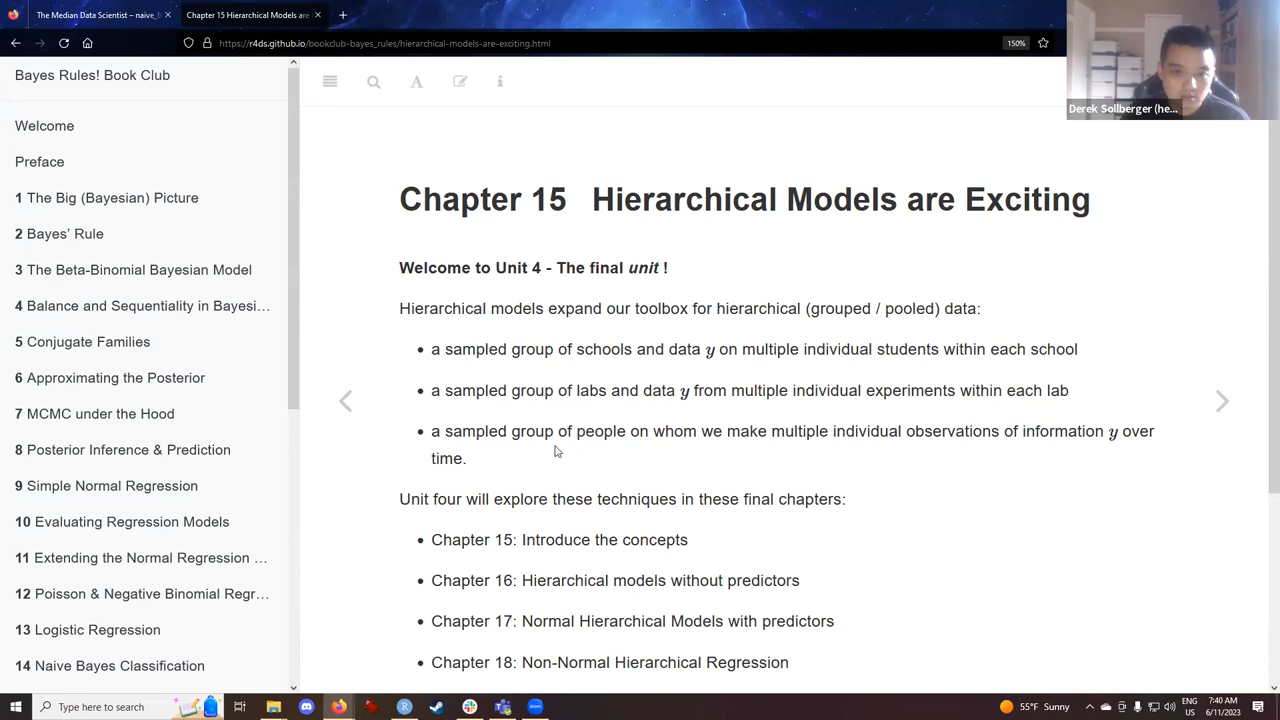 The Median Data Scientist – naive_b
Chapter 15 Hierarchical Models are
https://r4ds.github.io/bookclub-bayes_rules/hierarchical-models-are-exciting.html
150%
Derek Sollberger (he...
Bayes Rules! Book Club
Welcome
Preface
1 The Big (Bayesian) Picture
2 Bayes’ Rule
3 The Beta-Binomial Bayesian Model
4 Balance and Sequentiality in Bayesi…
5 Conjugate Families
6 Approximating the Posterior
7 MCMC under the Hood
8 Posterior Inference & Prediction
9 Simple Normal Regression
10 Evaluating Regression Models
11 Extending the Normal Regression …
12 Poisson & Negative Binomial Regr…
13 Logistic Regression
14 Naive Bayes Classification
Chapter 15 Hierarchical Models are Exciting
Welcome to Unit 4 - The final unit !
Hierarchical models expand our toolbox for hierarchical (grouped / pooled) data:
• a sampled group of schools and data y on multiple individual students within each school
• a sampled group of labs and data y from multiple individual experiments within each lab
• a sampled group of people on whom we make multiple individual observations of information y over
time.
Unit four will explore these techniques in these final chapters:
• Chapter 15: Introduce the concepts
• Chapter 16: Hierarchical models without predictors
• Chapter 17: Normal Hierarchical Models with predictors
• Chapter 18: Non-Normal Hierarchical Regression
Type here to search
55°F Sunny
ENG
US
7:40 AM
6/11/2023